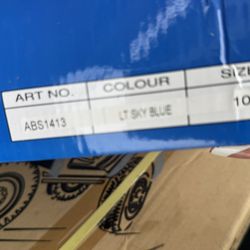 ART NO. COLOUR SIZE
ABS1413 LT SKY BLUE 10